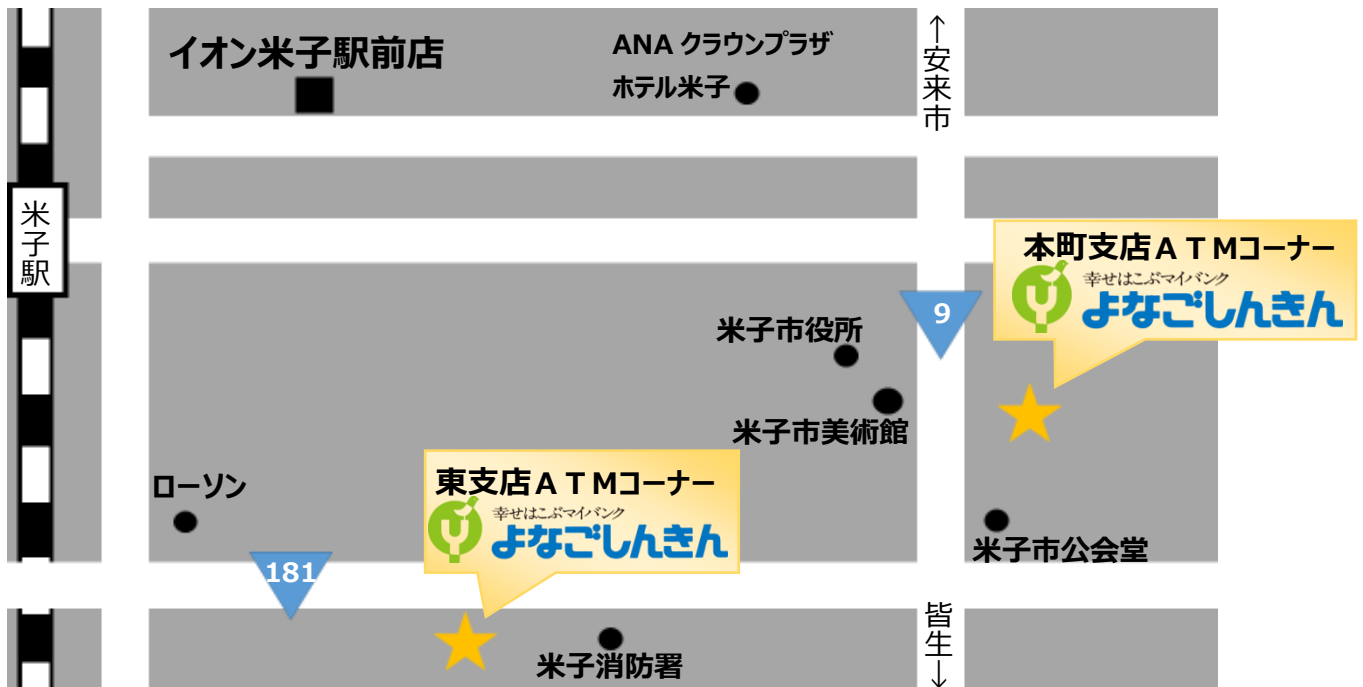 イオン米子駅前店
ANA クラウンプラザ
ホテル米子
↑安来市
米子駅
本町支店ATMコーナー
幸せはこぶマイバンク
よなごしんきん
9
米子市役所
米子市美術館
ローソン
東支店ATMコーナー
幸せはこぶマイバンク
よなごしんきん
米子市公会堂
181
米子消防署
皆生↓